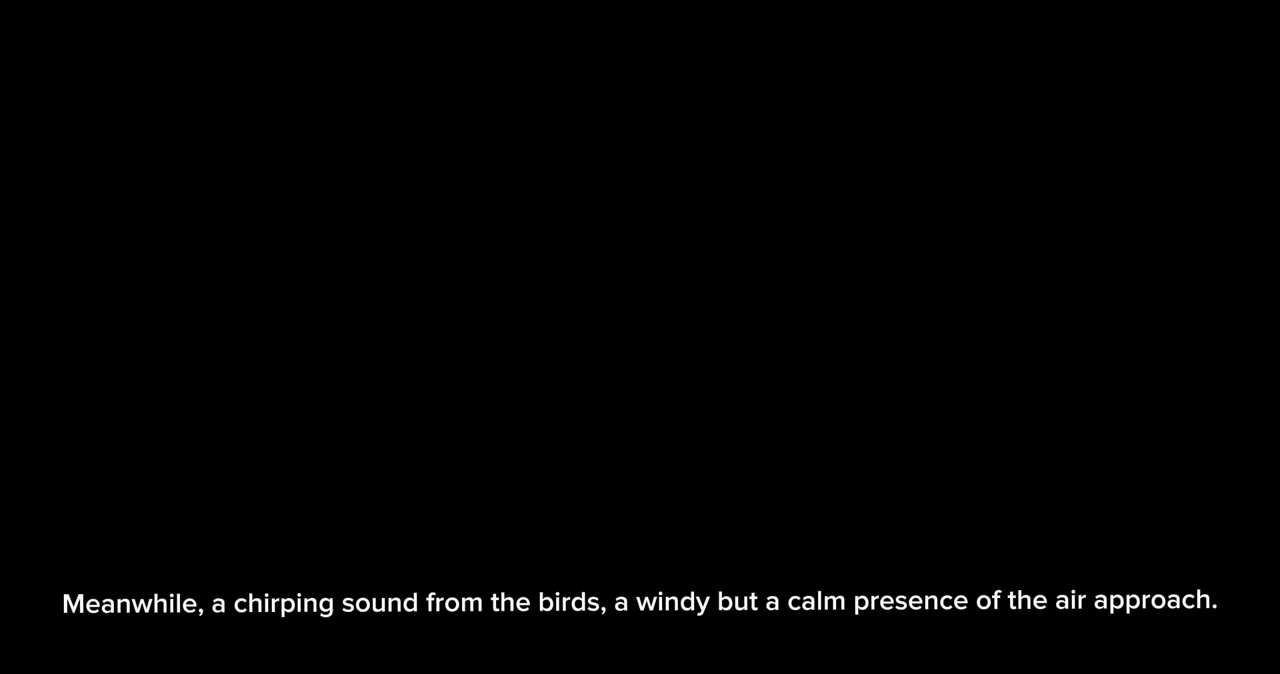 Meanwhile, a chirping sound from the birds, a windy but a calm presence of the air approach.